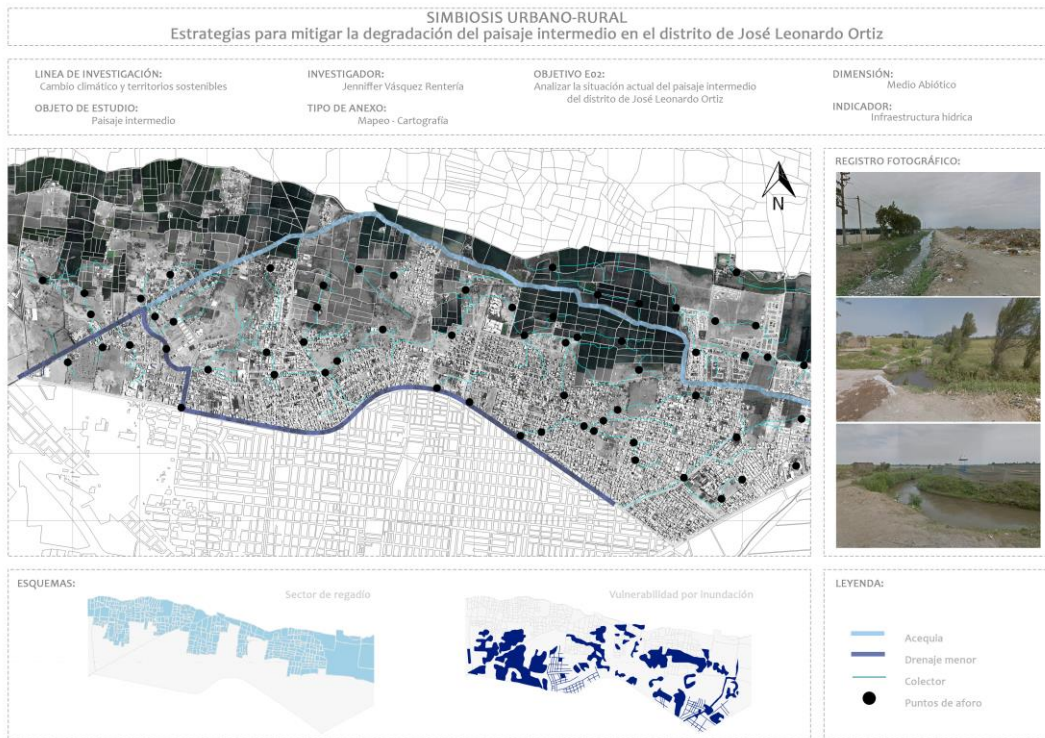 SIMBIOSIS URBANO-RURAL
Estrategias para mitigar la degradación del paisaje intermedio en el distrito de José Leonardo Ortiz
LINEA DE INVESTIGACIÓN:
Cambio climático y territorios sostenibles
OBJETO DE ESTUDIO:
Paisaje intermedio
INVESTIGADOR:
Jenniffer Vásquez Rentería
TIPO DE ANEXO:
Mapeo - Cartografía
OBJETIVO E02:
Analizar la situación actual del paisaje intermedio
del distrito de José Leonardo Ortiz
DIMENSIÓN:
Medio Abiótico
INDICADOR:
Infraestructura hídrica
N
REGISTRO FOTOGRÁFICO:
ESQUEMAS:
Sector de regadío
Vulnerabilidad por inundación
LEYENDA:
Acequia
Drenaje menor
Colector
Puntos de aforo